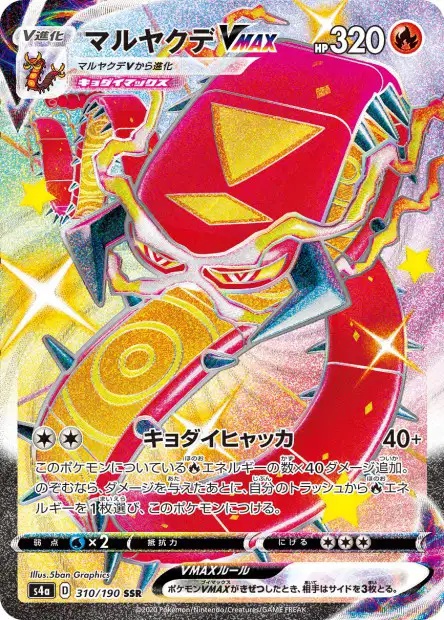 V進化
マルヤクデVMAX
HP320
マルヤクデVから進化
キョダイマックス
キョダイヒャッカ 40+
このポケモンについているエネルギーの数×40ダメージ追加。
のぞむなら、ダメージを与えたあとに、自分のトラッシュからエネ
ルギーを1枚選び、このポケモンにつける。
弱点 ×2 抵抗力 にげる
Illus.5ban Graphics
VMAXルール
ポケモンVMAXがきぜつしたとき、相手はサイドを3枚とる。
s4a D 310/190 SSR
©2020 Pokémon/Nintendo/Creatures/GAME FREAK